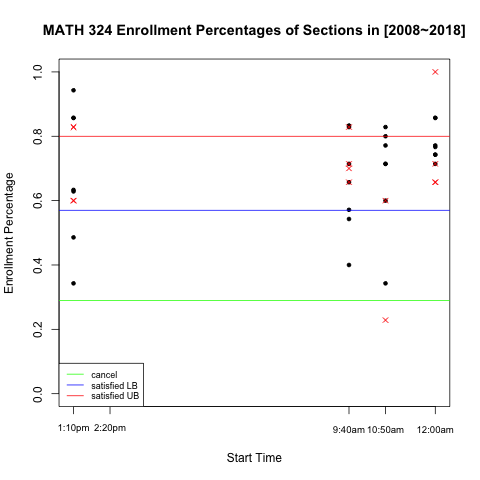 MATH 324 Enrollment Percentages of Sections in [2008~2018]
Enrollment Percentage
1.0
0.8
0.6
0.4
0.2
0.0
cancel
satisfied LB
satisfied UB
1:10pm 2:20pm 9:40am 10:50am 12:00am
Start Time